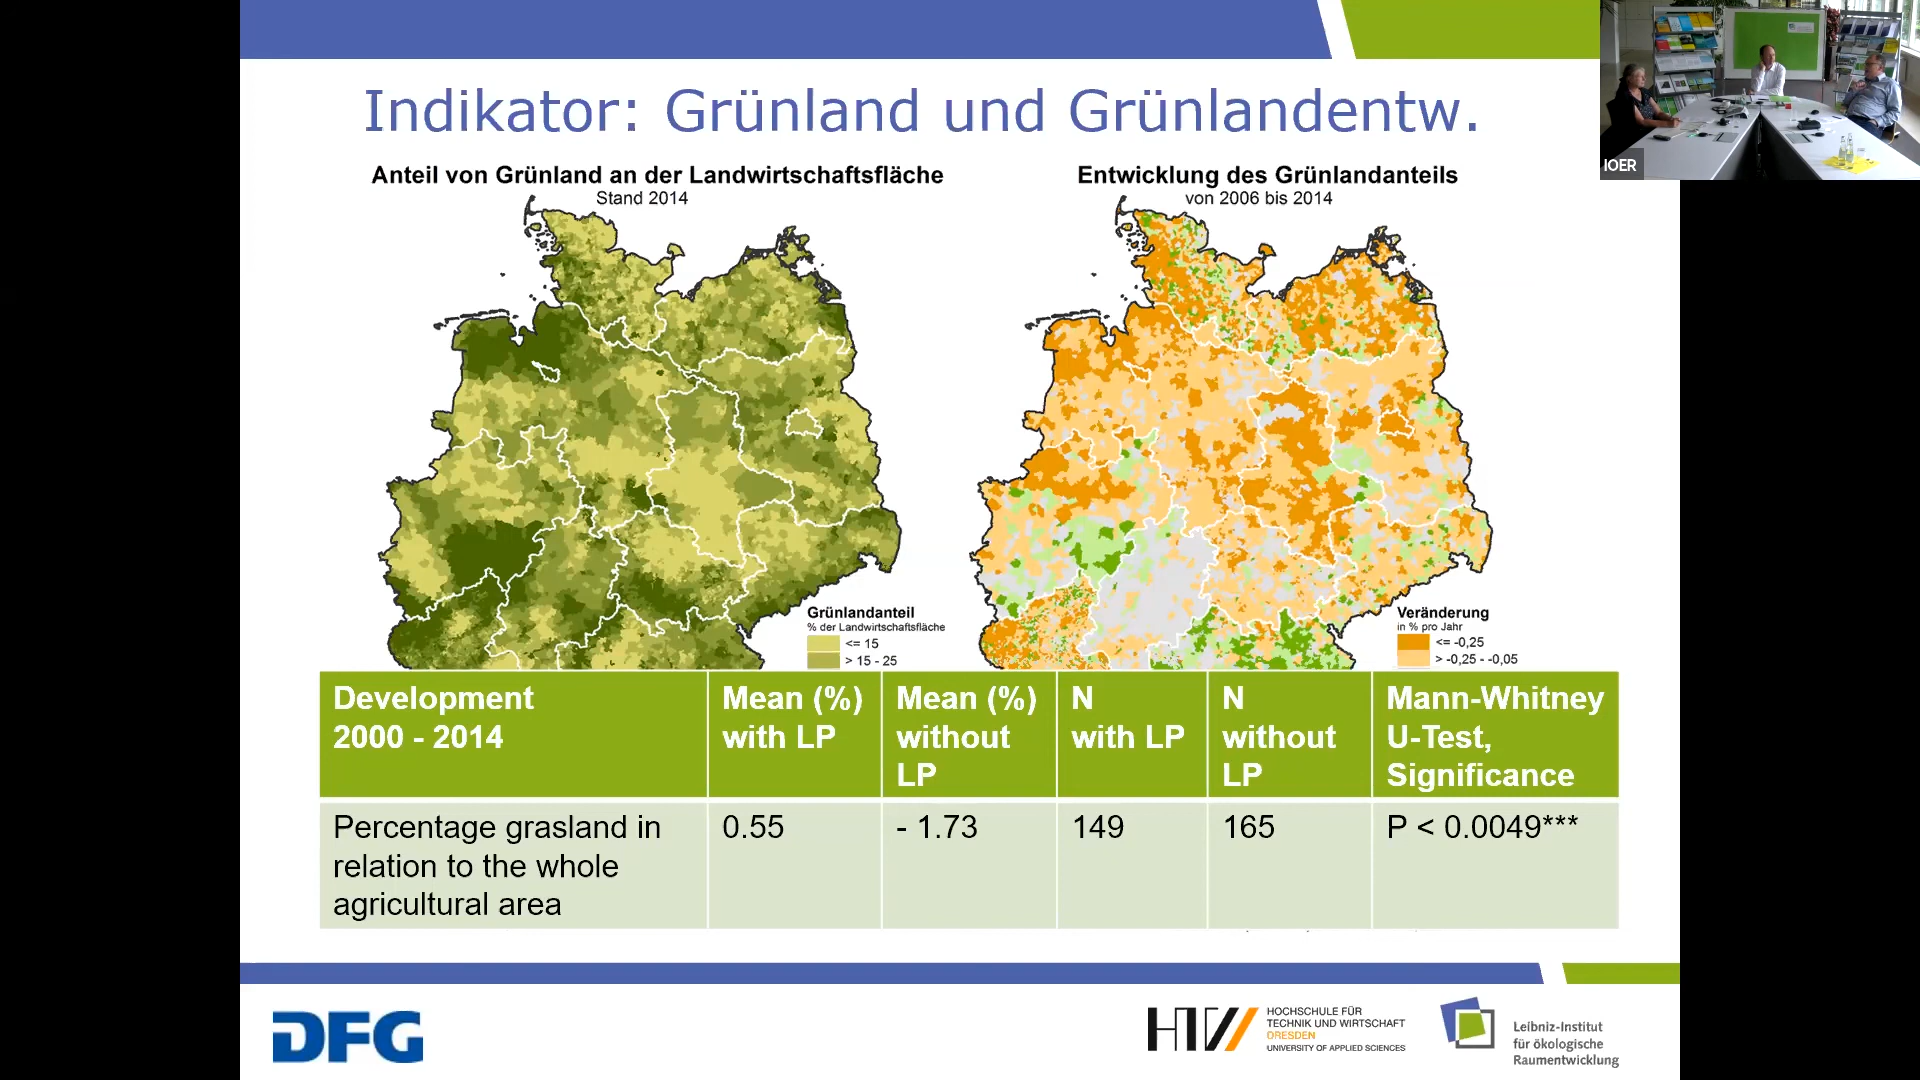 Indikator: Grünland und Grünlandentw.
Anteil von Grünland an der Landwirtschaftsfläche
Stand 2014
Entwicklung des Grünlandanteils
von 2006 bis 2014
IOER
Grünlandanteil
% der Landwirtschaftsfläche
<= 15
> 15 - 25
Veränderung
in % pro Jahr
<= -0,25
> -0,25 - -0,05
Development
2000 - 2014
Mean (%)
with LP
Mean (%)
without
LP
N
with LP
N
without
LP
Mann-Whitney
U-Test,
Significance
Percentage grasland in
relation to the whole
agricultural area
0.55
- 1.73
149
165
P < 0.0049***
DFG
HTW
HOCHSCHULE FÜR
TECHNIK UND WIRTSCHAFT
DRESDEN
UNIVERSITY OF APPLIED SCIENCES
Leibniz-Institut
für ökologische
Raumentwicklung